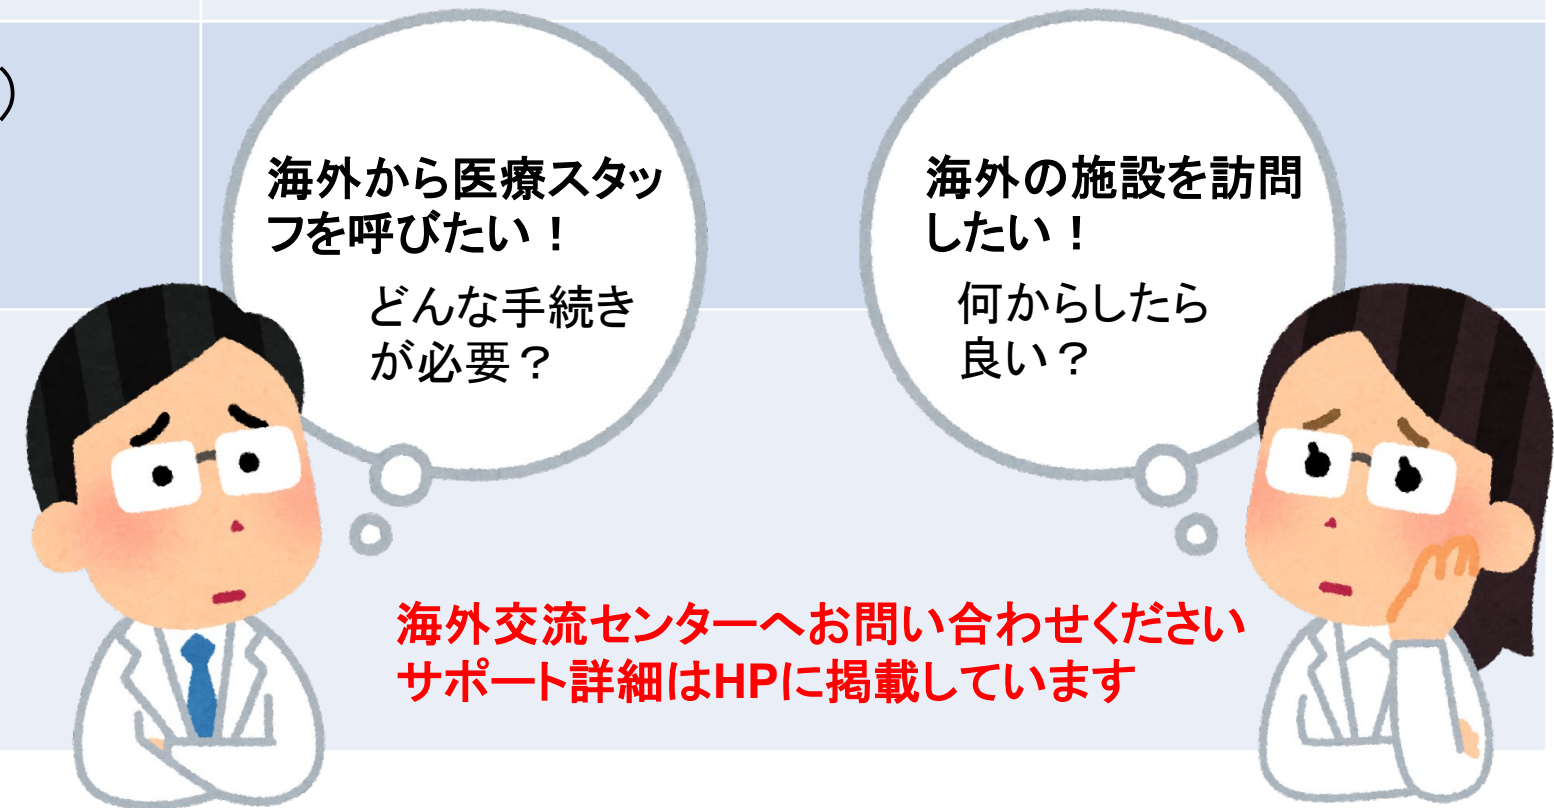 ）
海外から医療スタッ
フを呼びたい！
どんな手続き
が必要？
海外の施設を訪問
したい！
何からしたら
良い？
海外交流センターへお問い合わせください
サポート詳細はHPに掲載しています